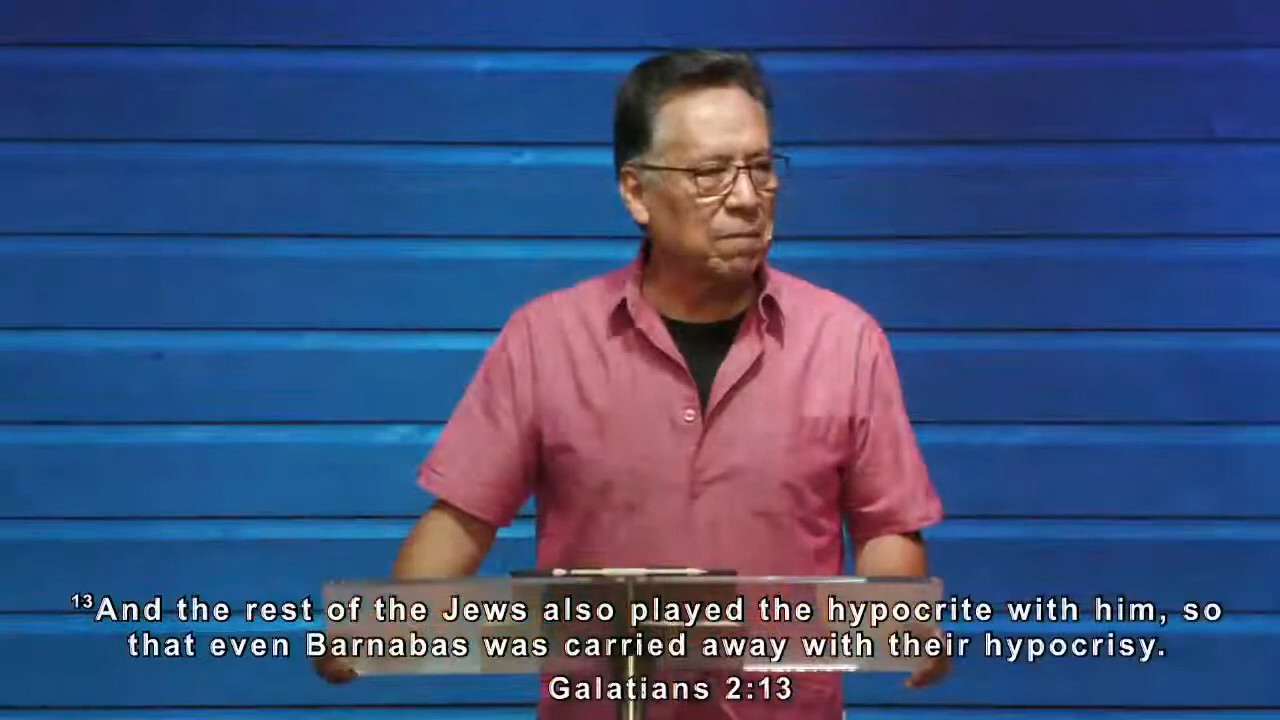 ¹³And the rest of the Jews also played the hypocrite with him, so
that even Barnabas was carried away with their hypocrisy.
Galatians 2:13